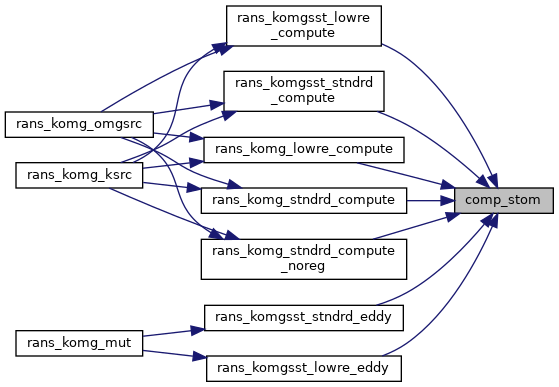 rans_komgsst_lowre
_compute
rans_komgsst_stndrd
_compute
rans_komg_omgsrc
rans_komg_lowre_compute
rans_komg_ksrc
rans_komg_stndrd_compute
comp_stom
rans_komg_stndrd_compute
_noreg
rans_komgsst_stndrd_eddy
rans_komg_mut
rans_komgsst_lowre_eddy